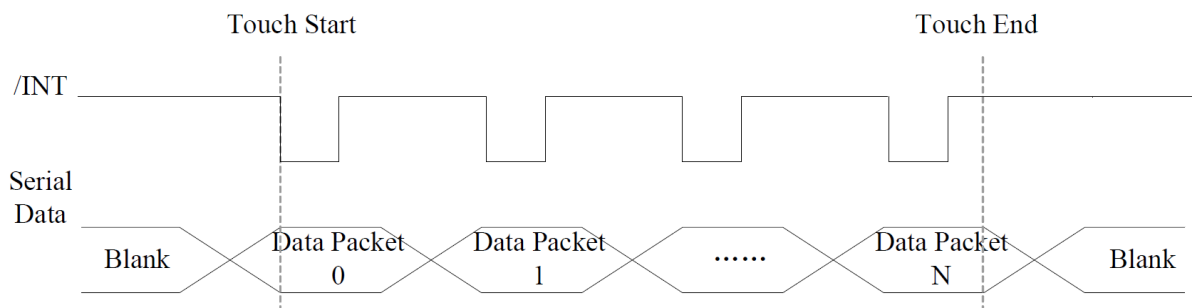 Touch Start
Touch End
/INT
Serial
Data
Blank
Data Packet
0
Data Packet
1
......
Data Packet
N
Blank